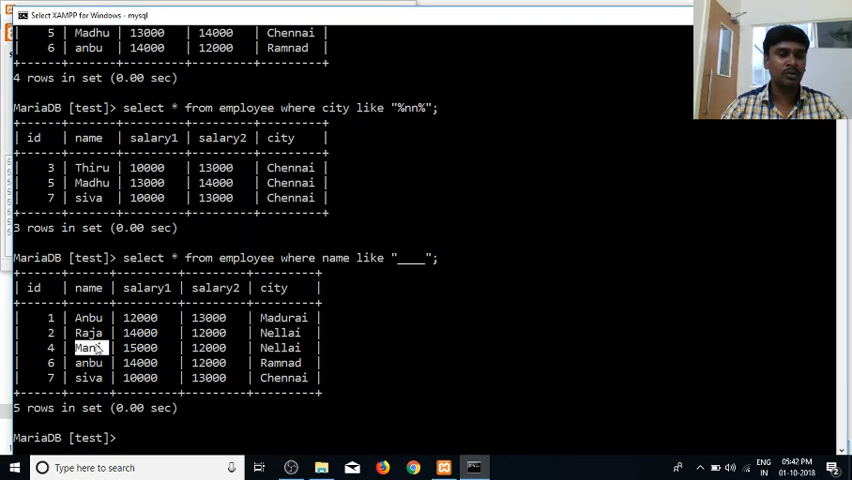 Select XAMPP for Windows - mysql
| 5 | Madhu | 13000 | 14000 | Chennai |
| 6 | anbu | 14000 | 12000 | Ramnad |
+------+-------+---------+---------+---------+
4 rows in set (0.00 sec)
MariaDB [test]> select * from employee where city like "%nn%";
+------+-------+---------+---------+---------+
| id | name | salary1 | salary2 | city |
+------+-------+---------+---------+---------+
| 3 | Thiru | 10000 | 13000 | Chennai |
| 5 | Madhu | 13000 | 14000 | Chennai |
| 7 | siva | 10000 | 13000 | Chennai |
+------+-------+---------+---------+---------+
3 rows in set (0.00 sec)
MariaDB [test]> select * from employee where name like "____";
+------+------+---------+---------+---------+
| id | name | salary1 | salary2 | city |
+------+------+---------+---------+---------+
| 1 | Anbu | 12000 | 13000 | Madurai |
| 2 | Raja | 14000 | 12000 | Nellai |
| 4 | Mani | 15000 | 12000 | Nellai |
| 6 | anbu | 14000 | 12000 | Ramnad |
| 7 | siva | 10000 | 13000 | Chennai |
+------+------+---------+---------+---------+
5 rows in set (0.00 sec)
MariaDB [test]>
Type here to search
ENG 05:42 PM
IN 01-10-2018
2